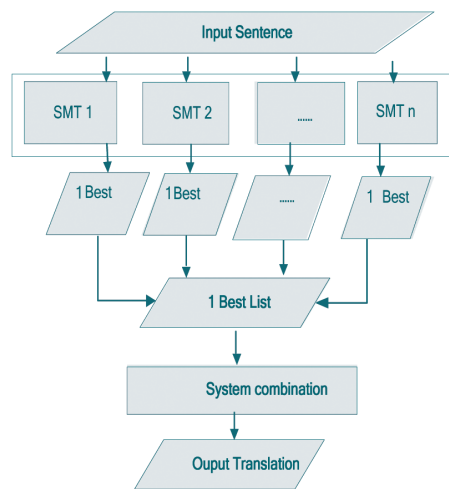 Input Sentence
SMT 1
SMT 2
......
SMT n
1 Best
1 Best
......
1 Best
1 Best List
System combination
Ouput Translation